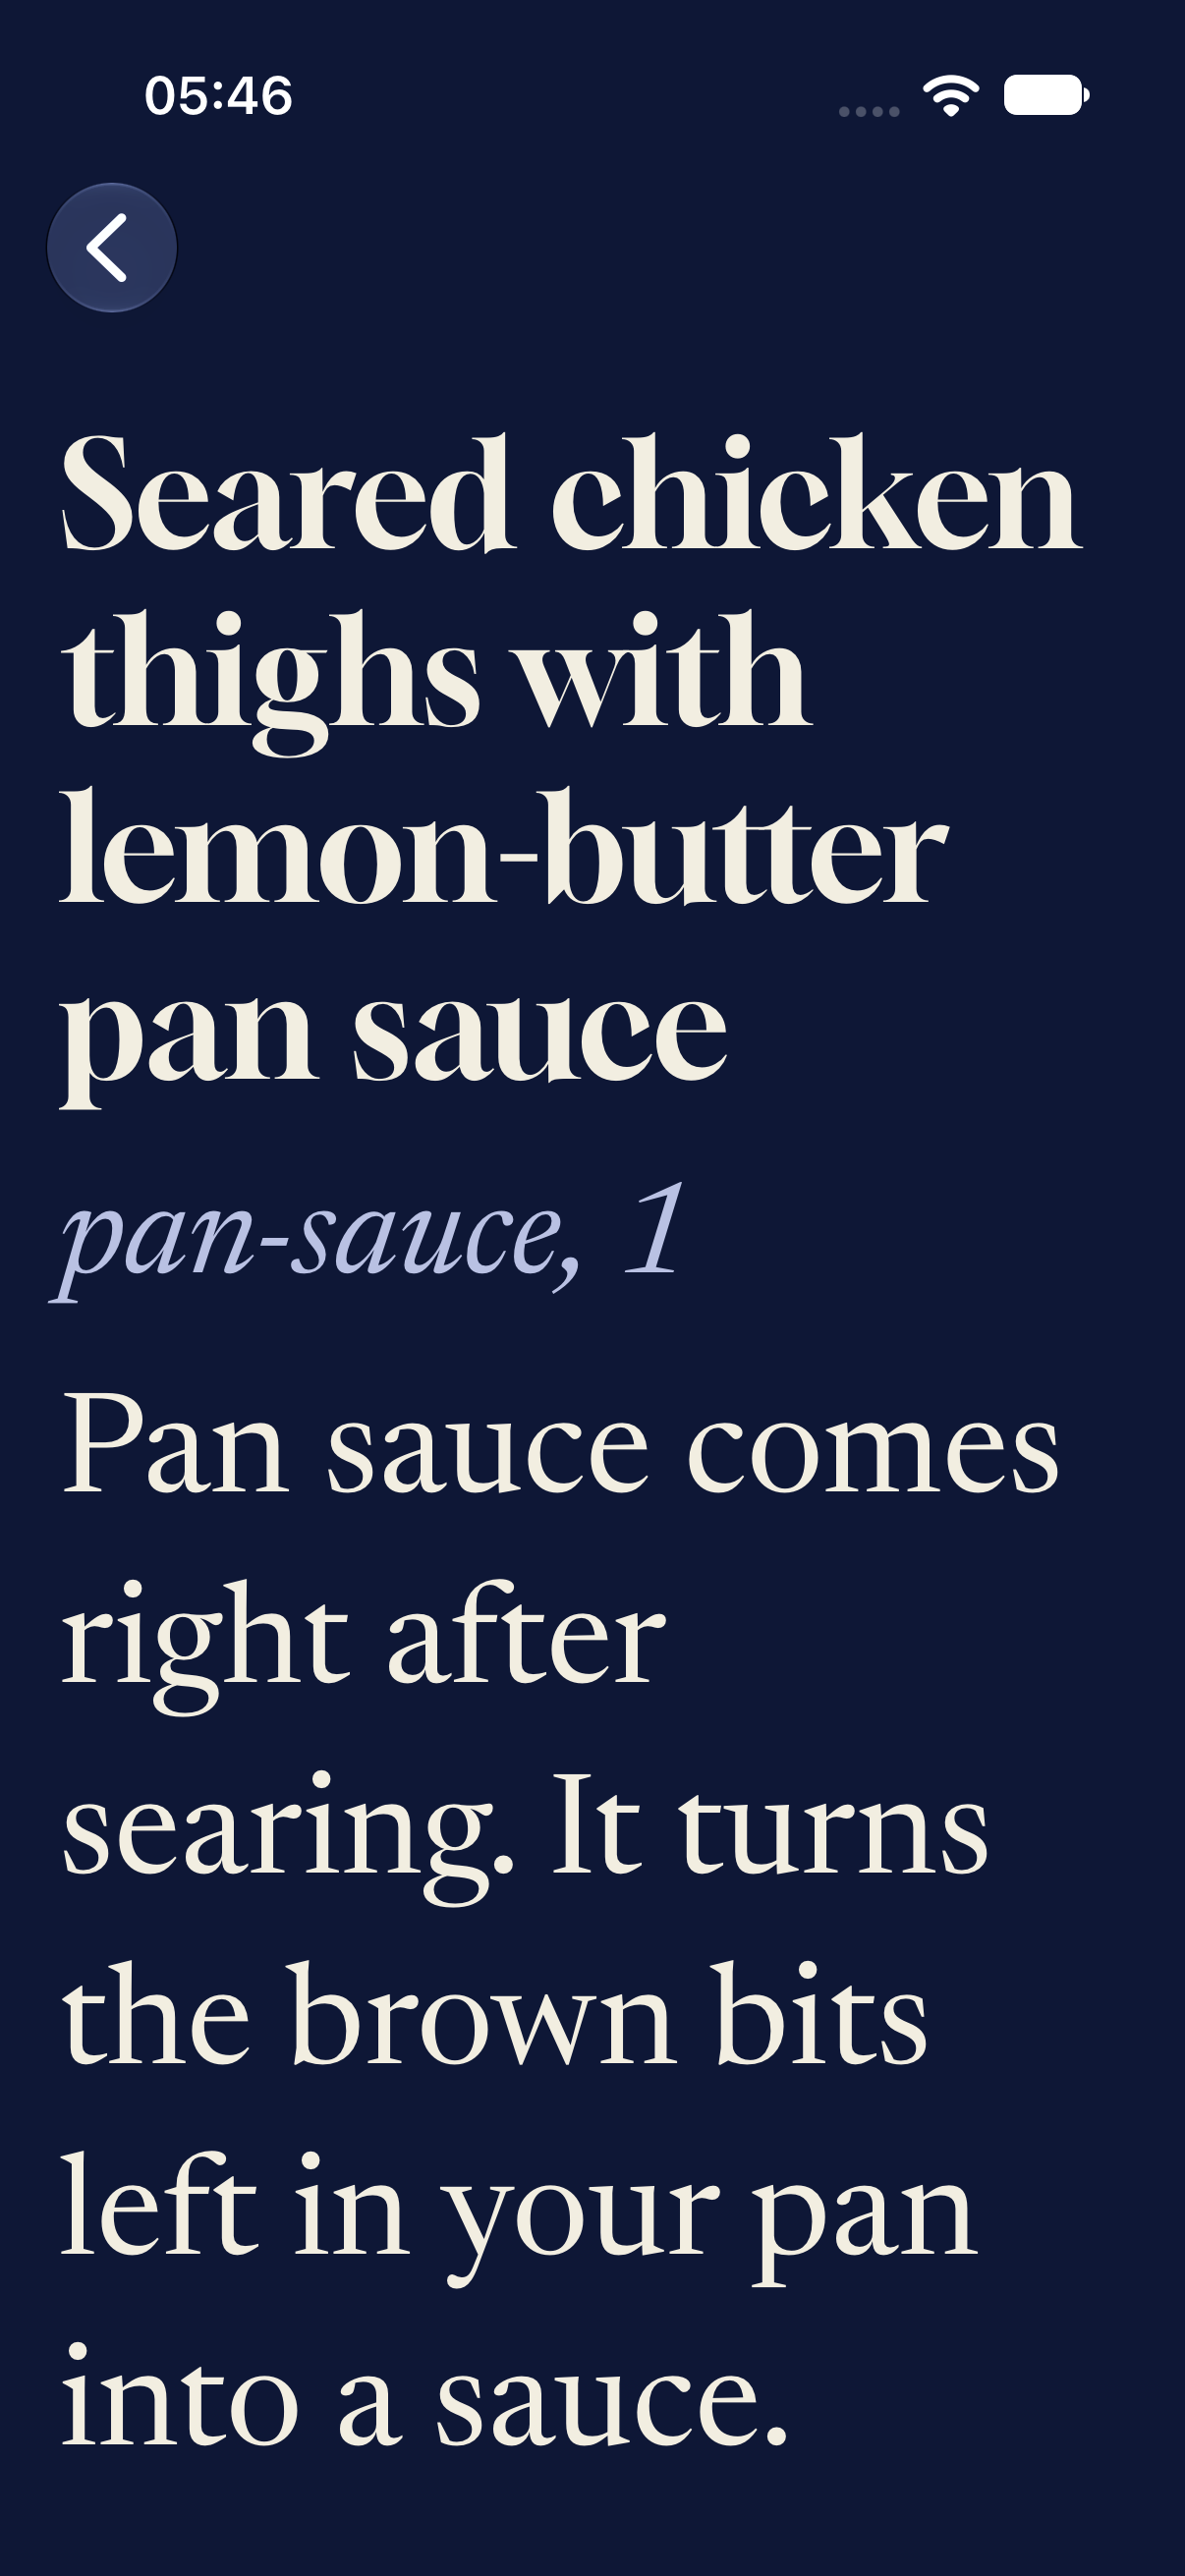 05:46
Seared chicken
thighs with
lemon-butter
pan sauce
pan-sauce, 1
Pan sauce comes
right after
searing. It turns
the brown bits
left in your pan
into a sauce.